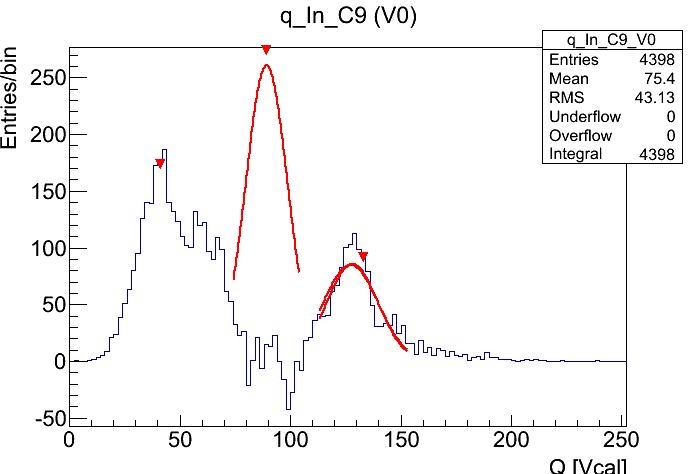 q_In_C9 (V0)
q_In_C9_V0
Entries 4398
Mean 75.4
RMS 43.13
Underflow 0
Overflow 0
Integral 4398
Entries/bin
250
200
150
100
50
0
-50
0 50 100 150 200 250
Q [Vcal]